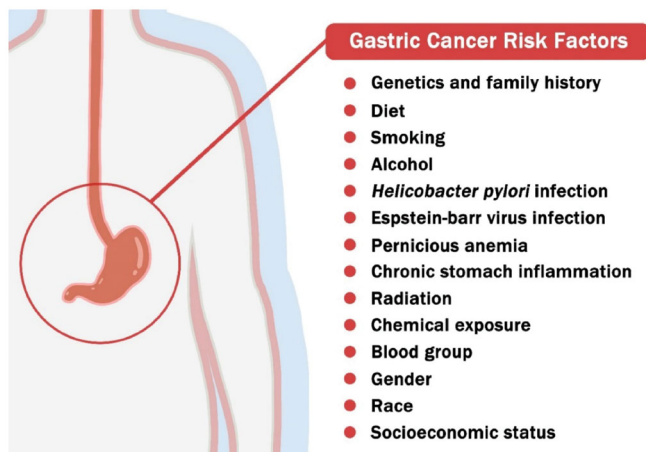 Gastric Cancer Risk Factors
Genetics and family history
Diet
Smoking
Alcohol
Helicobacter pylori infection
Espstein-barr virus infection
Pernicious anemia
Chronic stomach inflammation
Radiation
Chemical exposure
Blood group
Gender
Race
Socioeconomic status